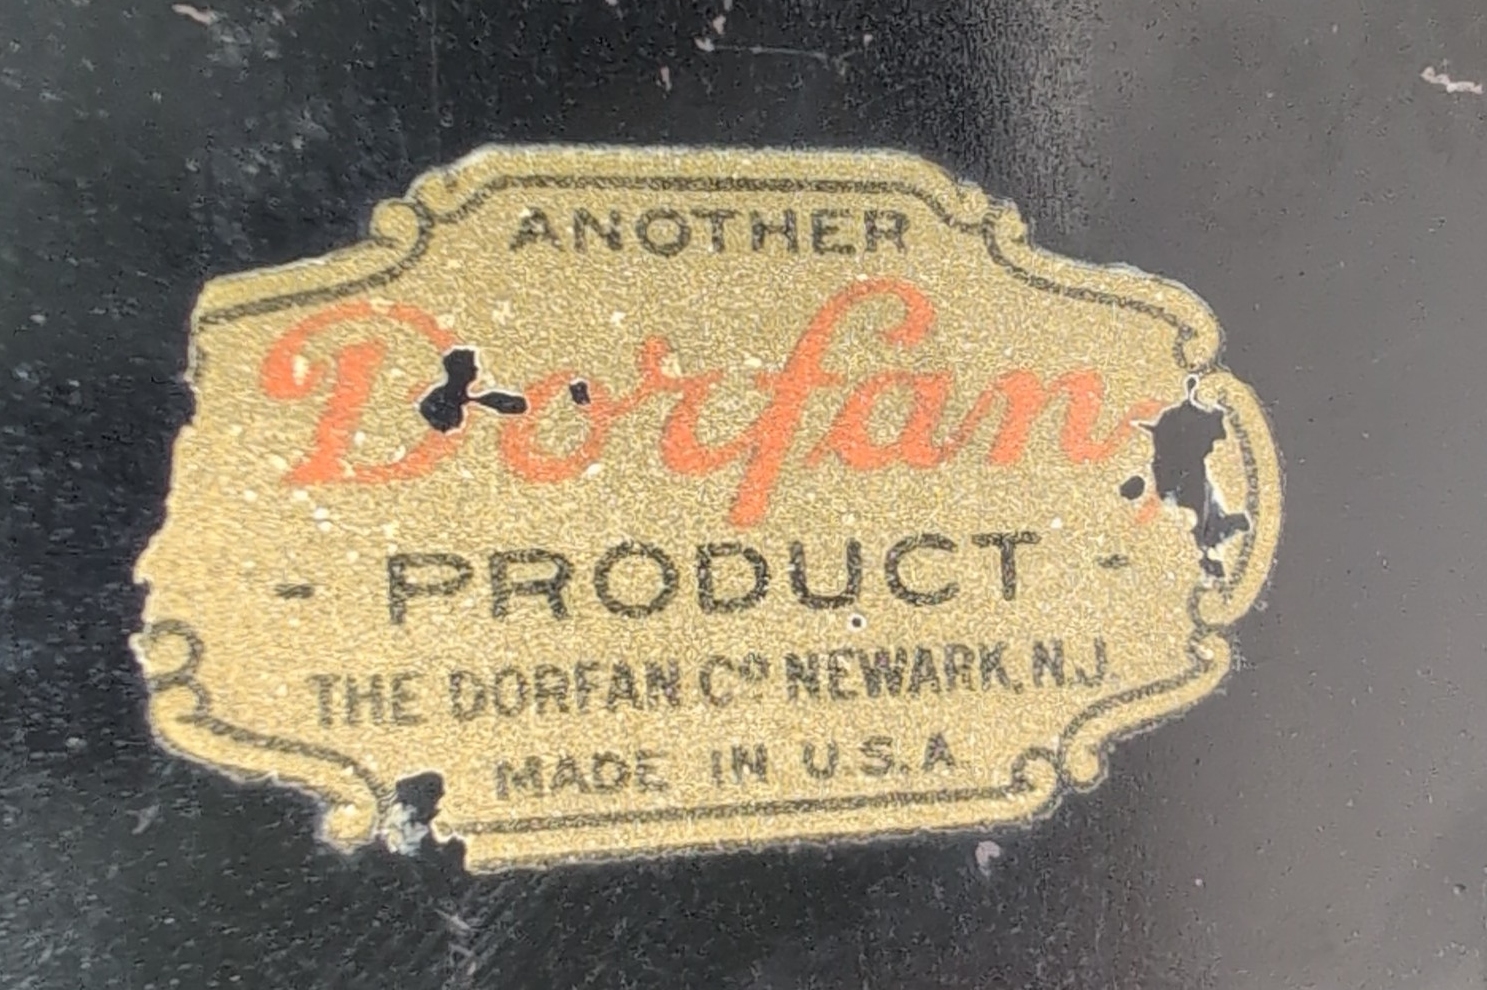 ANOTHER
Dorfan
- PRODUCT -
THE DORFAN Cº NEWARK, N.J.
MADE IN U.S.A